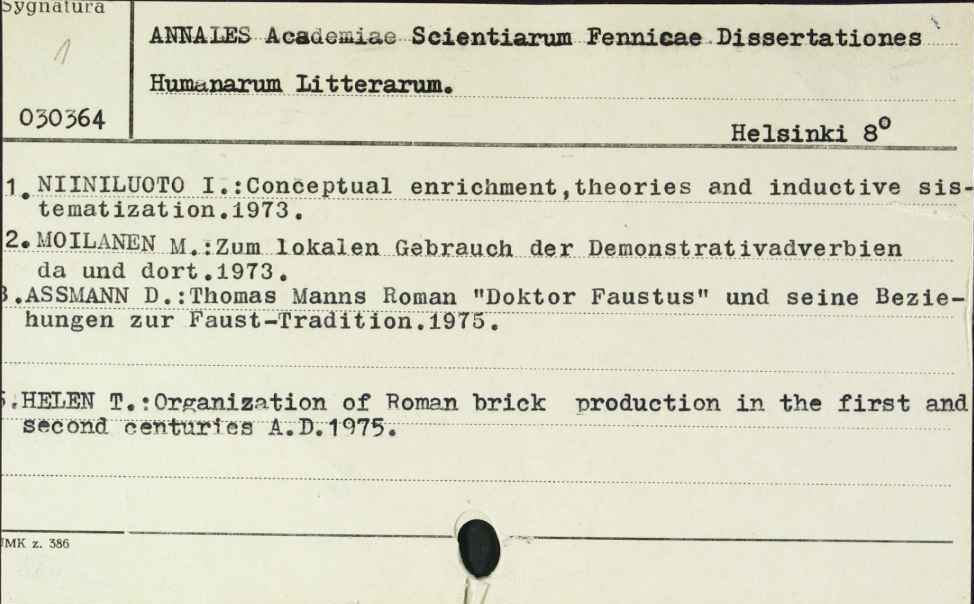 Sygnatura
1
030364
ANNALES Academiae Scientiarum Fennicae Dissertationes
Humanarum Litterarum.
Helsinki 8°
1. NIINILUOTO I.:Conceptual enrichment,theories and inductive sis-
tematization.1973.
2. MOILANEN M.:Zum lokalen Gebrauch der Demonstrativadverbien
da und dort.1973.
3.ASSMANN D.:Thomas Manns Roman "Doktor Faustus" und seine Bezie-
hungen zur Faust-Tradition.1975.
5.HELEN T.:Organization of Roman brick production in the first and
second centuries A.D.1975.
UMK z. 386